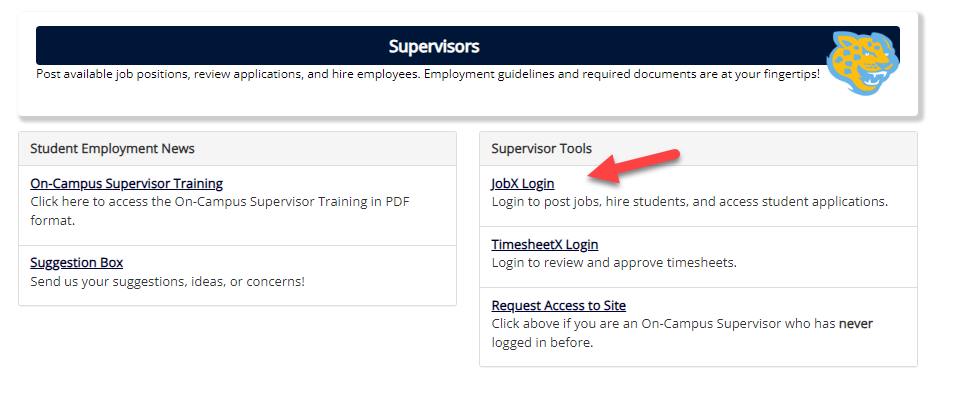 Supervisors
Post available job positions, review applications, and hire employees. Employment guidelines and required documents are at your fingertips!
Student Employment News
On-Campus Supervisor Training
Click here to access the On-Campus Supervisor Training in PDF
format.
Suggestion Box
Send us your suggestions, ideas, or concerns!
Supervisor Tools
JobX Login
Login to post jobs, hire students, and access student applications.
TimesheetX Login
Login to review and approve timesheets.
Request Access to Site
Click above if you are an On-Campus Supervisor who has never
logged in before.